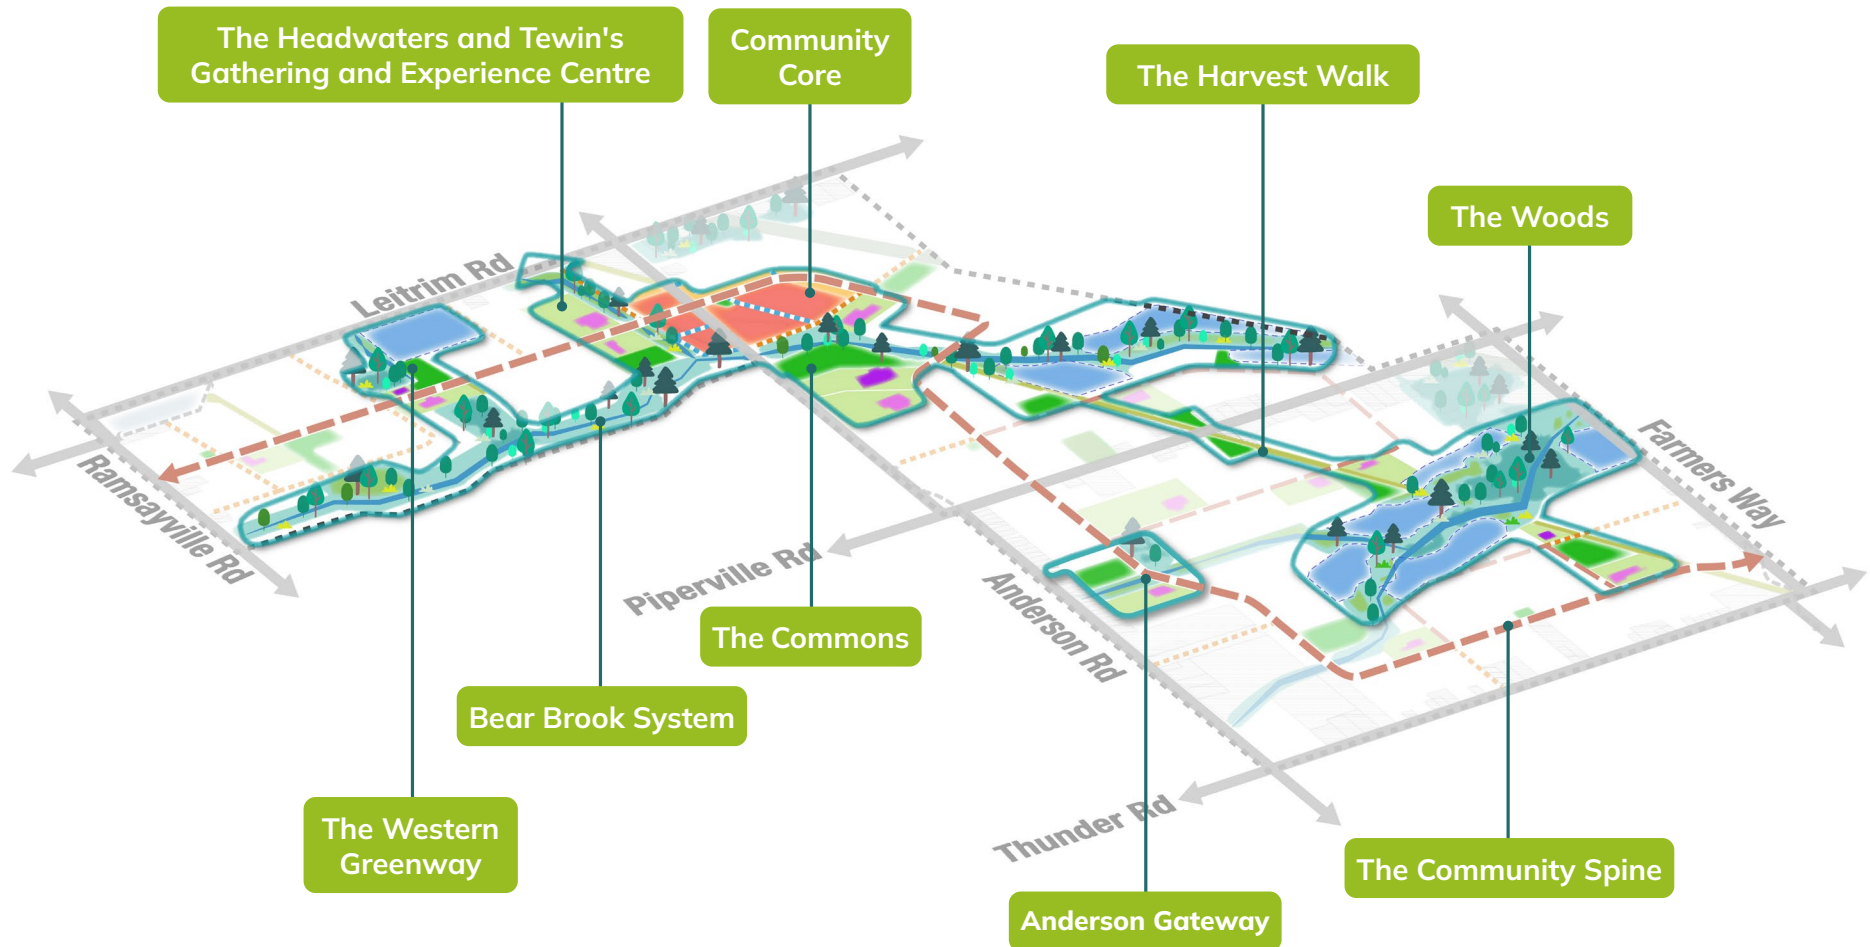 The Headwaters and Tewin's
Gathering and Experience Centre
Community
Core
The Harvest Walk
The Woods
Leitrim Rd
Ramsayville Rd
Piperville Rd
Anderson Rd
Farmers Way
Thunder Rd
The Commons
Bear Brook System
The Western
Greenway
The Community Spine
Anderson Gateway